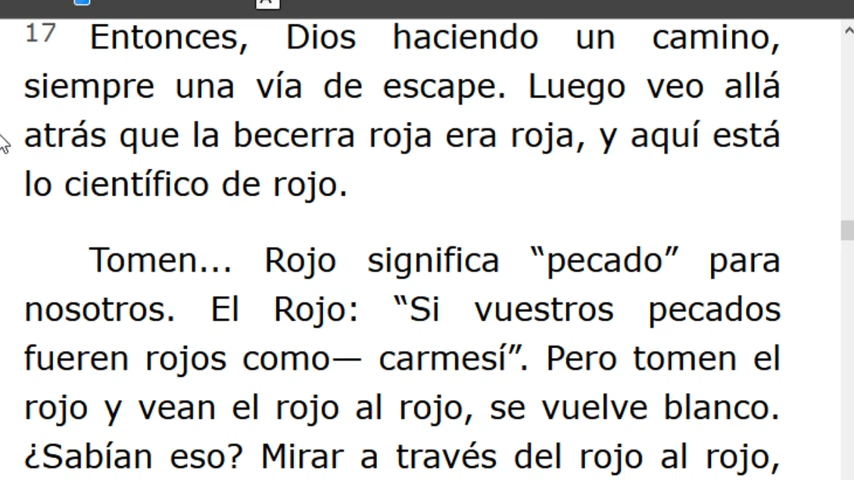 17 Entonces, Dios haciendo un camino,
siempre una vía de escape. Luego veo allá
atrás que la becerra roja era roja, y aquí está
lo científico de rojo.
Tomen... Rojo significa “pecado” para
nosotros. El Rojo: “Si vuestros pecados
fueren rojos como— carmesí”. Pero tomen el
rojo y vean el rojo al rojo, se vuelve blanco.
¿Sabían eso? Mirar a través del rojo al rojo,